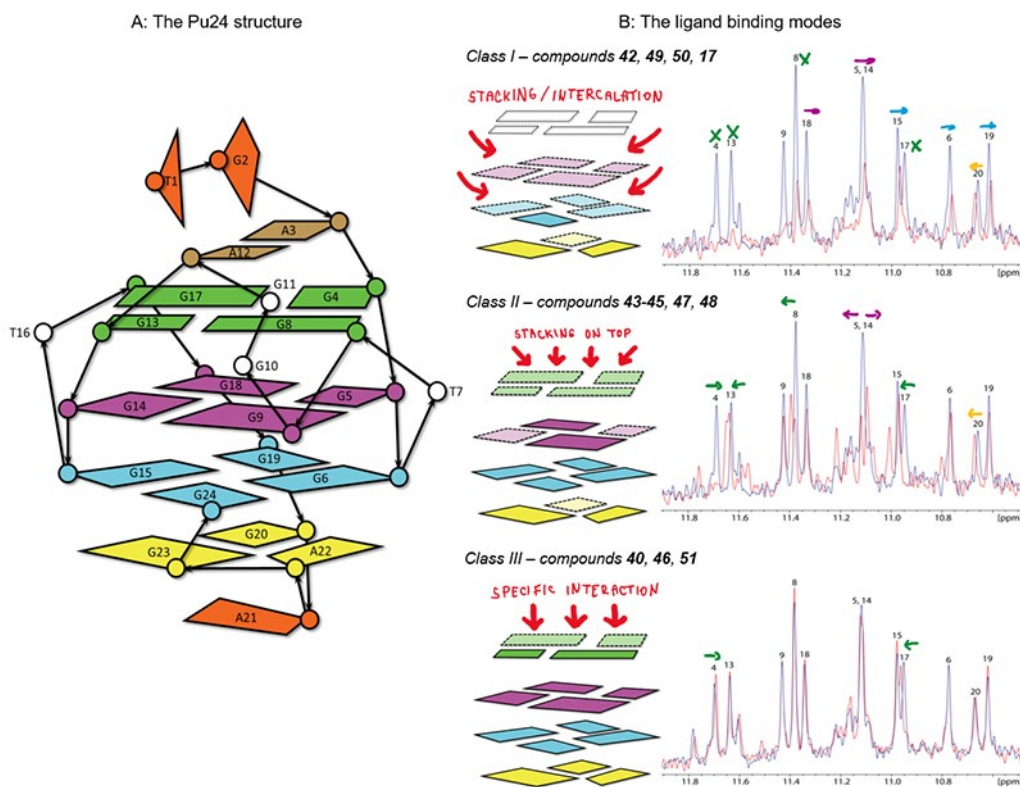 A: The Pu24 structure
T1
G2
A3
A12
G11
G17
G4
T16
G13
G8
G10
G18
G5
T7
G14
G9
G19
G15
G6
G24
G20
G23
A22
A21
B: The ligand binding modes
Class I – compounds 42, 49, 50, 17
STACKING / INTERCALATION
8 X
5, 14
X X
4 13
9
18
15
17 X
6
20
19
11.8 11.6 11.4 11.2 11.0 10.8 [ppm]
Class II – compounds 43-45, 47, 48
STACKING ON TOP
8
5, 14
4 13
9
18
15
17
6
20
19
11.8 11.6 11.4 11.2 11.0 10.8 [ppm]
Class III – compounds 40, 46, 51
SPECIFIC INTERACTION
8
5, 14
4 13
9
18
15
17
6
20
19
11.8 11.6 11.4 11.2 11.0 10.8 [ppm]